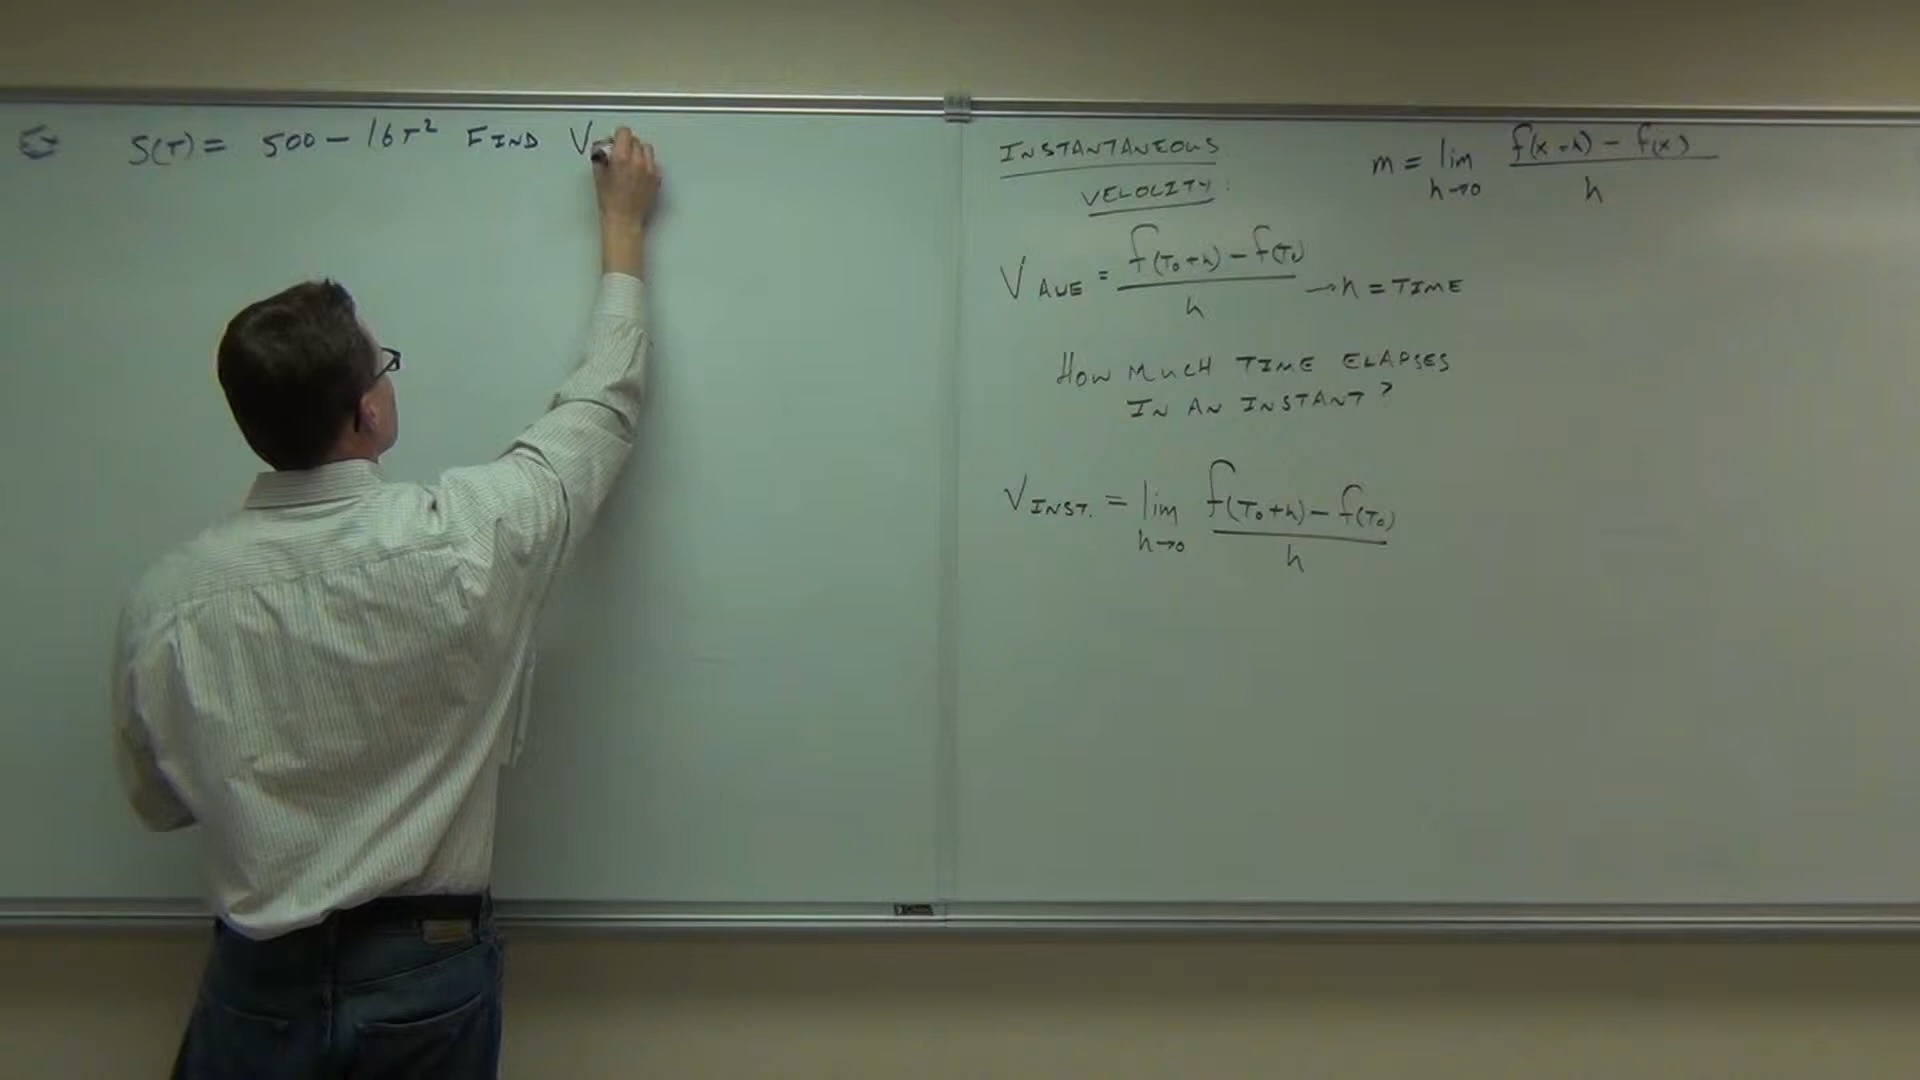 Ex S(T) = 500 - 16T² FIND V
INSTANTANEOUS
VELOCITY:
m = lim h→0 f(x+h) - f(x) / h
V AVE = f(T₀+h) - f(T₀) / h → h = TIME
HOW MUCH TIME ELAPSES
IN AN INSTANT?
V INST. = lim h→0 f(T₀+h) - f(T₀) / h